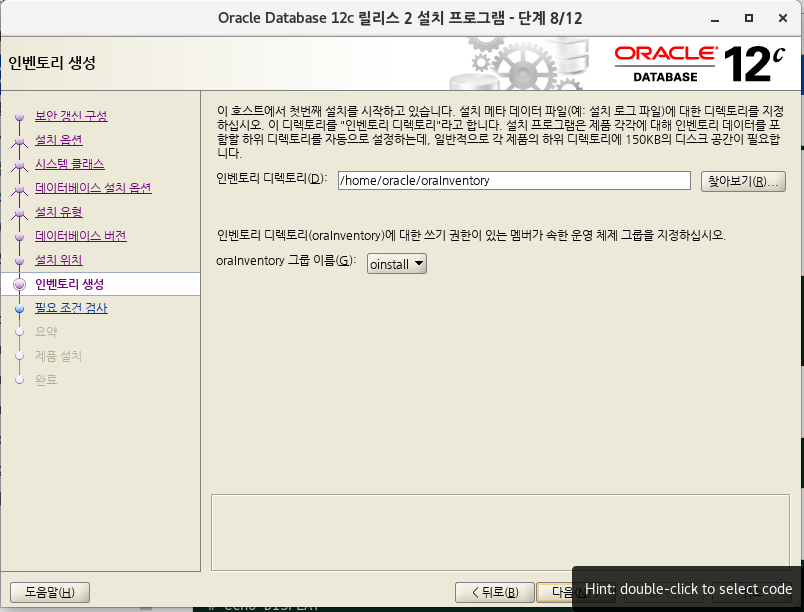 Oracle Database 12c 릴리스 2 설치 프로그램 - 단계 8/12
인벤토리 생성
ORACLE
DATABASE
12c
보안 갱신 구성
설치 옵션
시스템 클래스
데이터베이스 설치 옵션
설치 유형
데이터베이스 버전
설치 위치
인벤토리 생성
필요 조건 검사
요약
제품 설치
완료
이 호스트에서 첫번째 설치를 시작하고 있습니다. 설치 메타 데이터 파일(예: 설치 로그 파일)에 대한 디렉토리를 지정
하십시오. 이 디렉토리를 "인벤토리 디렉토리"라고 합니다. 설치 프로그램은 제품 각각에 대해 인벤토리 데이터를 포
함할 하위 디렉토리를 자동으로 설정하는데, 일반적으로 각 제품의 하위 디렉토리에 150KB의 디스크 공간이 필요합
니다.
인벤토리 디렉토리(D): /home/oracle/oraInventory 찾아보기(R)...
인벤토리 디렉토리(oraInventory)에 대한 쓰기 권한이 있는 멤버가 속한 운영 체제 그룹을 지정하십시오.
oraInventory 그룹 이름(G): oinstall
도움말(H) < 뒤로(B) 다음(N)
Hint: double-click to select code